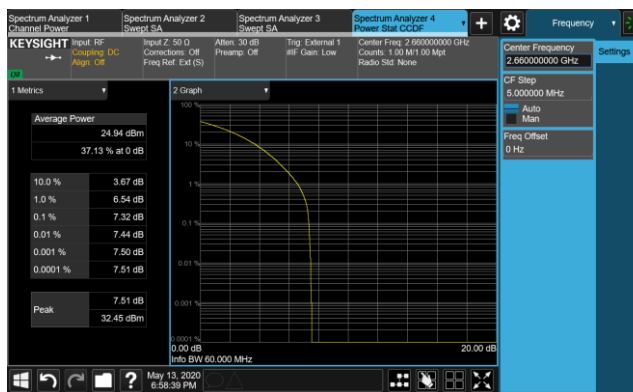 Spectrum Analyzer 1
Channel Power
Spectrum Analyzer 2
Swept SA
Spectrum Analyzer 3
Swept SA
Spectrum Analyzer 4
Power Stat CCDF
Frequency
KEYSIGHT
Input: RF
Coupling: DC
Align: Off
Input Z: 50 Ω
Corrections: Off
Freq Ref: Ext (S)
Atten: 30 dB
Preamp: Off
Trig: External 1
#IF Gain: Low
Center Freq: 2.660000000 GHz
Counts: 1.00 M/1.00 Mpt
Radio Std: None
Center Frequency
2.660000000 GHz
Settings
CF Step
5.000000 MHz
Auto
Man
Freq Offset
0 Hz
1 Metrics
Average Power
24.94 dBm
37.13 % at 0 dB
10.0 % 3.67 dB
1.0 % 6.54 dB
0.1 % 7.32 dB
0.01 % 7.44 dB
0.001 % 7.50 dB
0.0001 % 7.51 dB
Peak
7.51 dB
32.45 dBm
2 Graph
100 %
10 %
1 %
0.1 %
0.01 %
0.001 %
0.0001 %
0.00 dB
20.00 dB
Info BW 60.000 MHz
May 13, 2020
6:58:39 PM